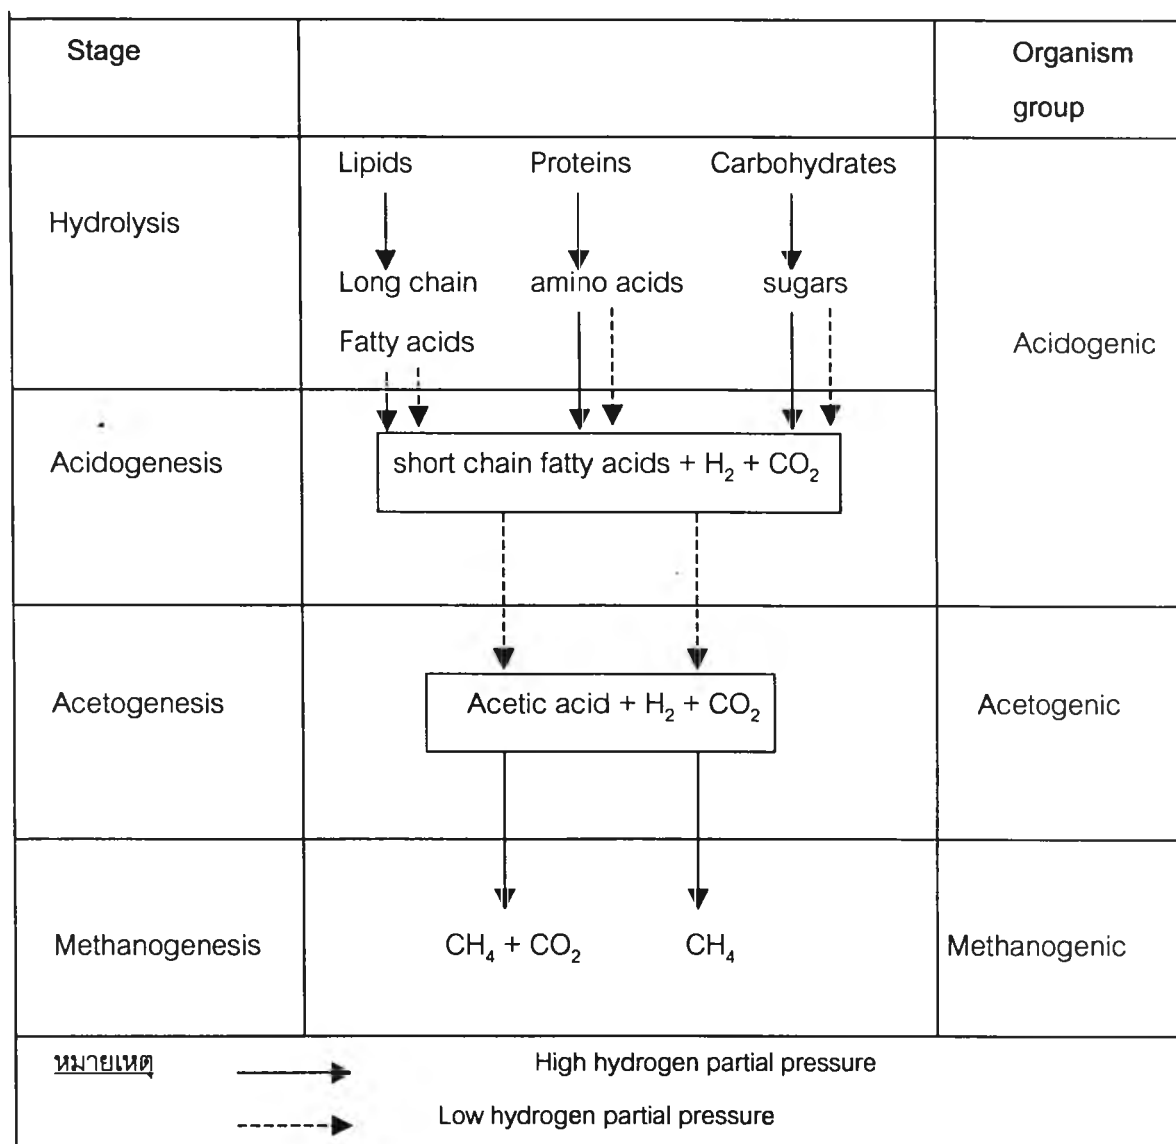 Stage
Organism
group
Lipids Proteins Carbohydrates
Hydrolysis
Long chain amino acids sugars
Fatty acids
Acidogenic
Acidogenesis
short chain fatty acids + H₂ + CO₂
Acetogenesis
Acetic acid + H₂ + CO₂
Acetogenic
Methanogenesis
CH₄ + CO₂ CH₄
Methanogenic
หมายเหตุ High hydrogen partial pressure
Low hydrogen partial pressure